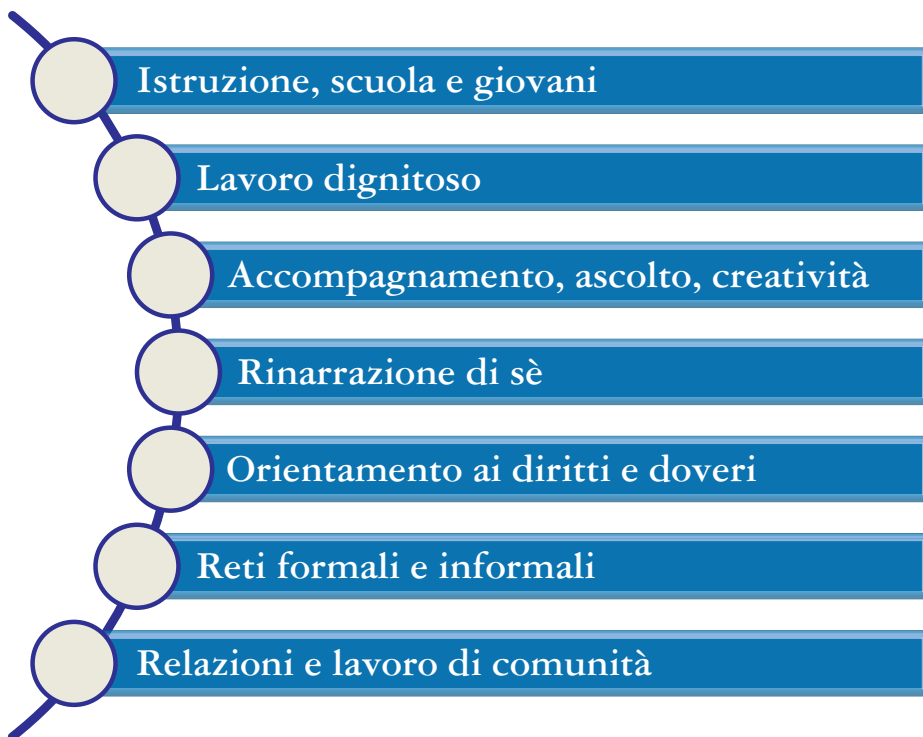 Istruzione, scuola e giovani
Lavoro dignitoso
Accompagnamento, ascolto, creatività
Rinarrazione di sè
Orientamento ai diritti e doveri
Reti formali e informali
Relazioni e lavoro di comunità